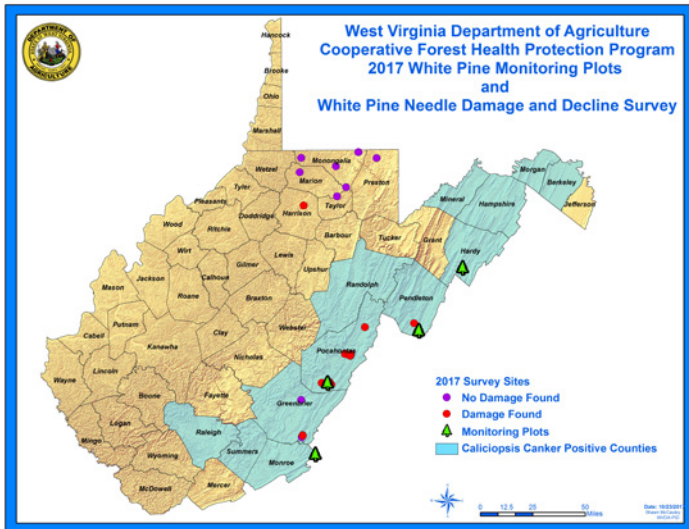 West Virginia Department of Agriculture
Cooperative Forest Health Protection Program
2017 White Pine Monitoring Plots
and
White Pine Needle Damage and Decline Survey
DEPARTMENT OF
AGRICULTURE
Hancock
Brooke
Ohio
Marshall
Wetzel
Monongalia
Marion
Preston
Morgan
Berkeley
Jefferson
Mineral
Hampshire
Tyler
Pleasants
Doddridge
Harrison
Taylor
Wood
Ritchie
Barbour
Tucker
Grant
Hardy
Wirt
Lewis
Gilmer
Upshur
Randolph
Jackson
Calhoun
Mason
Roane
Braxton
Pendleton
Putnam
Clay
Webster
Cabell
Kanawha
Nicholas
Pocahontas
Wayne
Lincoln
Boone
Fayette
Greenbrier
Logan
Raleigh
Mingo
Wyoming
Summers
Monroe
McDowell
Mercer
2017 Survey Sites
No Damage Found
Damage Found
Monitoring Plots
Caliciopsis Canker Positive Counties
0 12.5 25 50
Miles